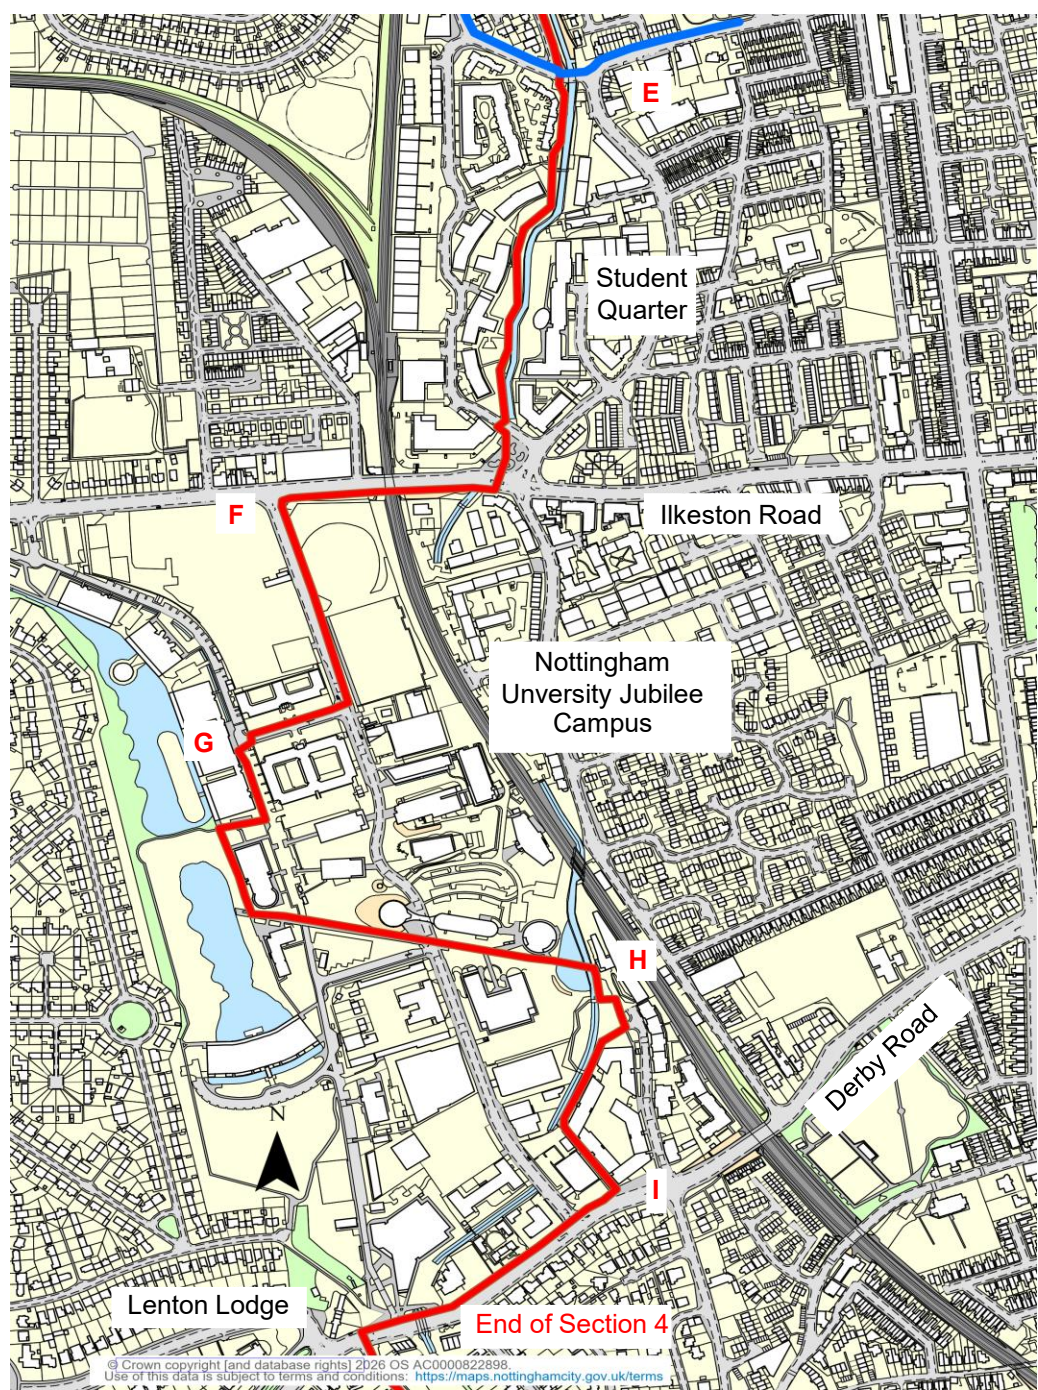 E
Student
Quarter
F
Ilkeston Road
Nottingham
Unversity Jubilee
Campus
G
H
Derby Road
N
I
Lenton Lodge
End of Section 4
© Crown copyright [and database rights] 2026 OS AC0000822898.
Use of this data is subject to terms and conditions: https://maps.nottinghamcity.gov.uk/terms